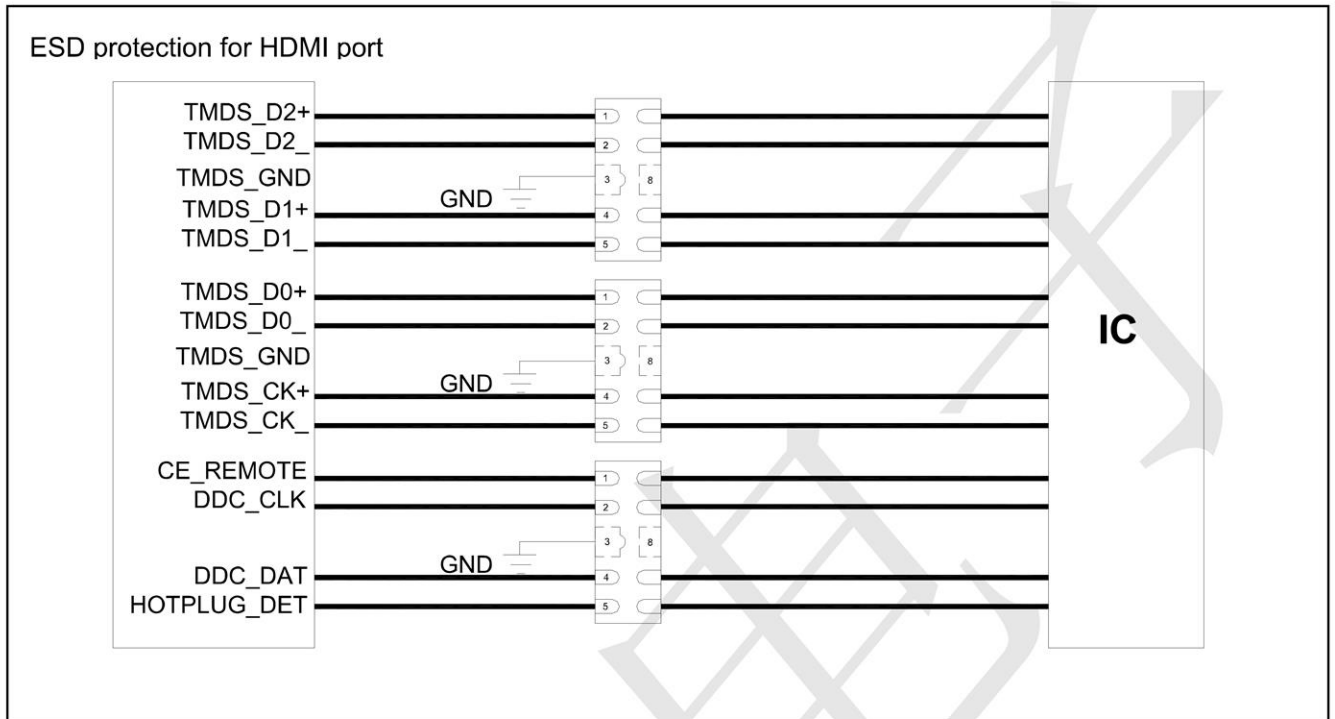 ESD protection for HDMI port
TMDS_D2+
TMDS_D2_
TMDS_GND
TMDS_D1+
TMDS_D1_
GND
1
2
3 8
4
5
TMDS_D0+
TMDS_D0_
TMDS_GND
TMDS_CK+
TMDS_CK_
GND
1
2
3 8
4
5
CE_REMOTE
DDC_CLK
DDC_DAT
HOTPLUG_DET
GND
1
2
3 8
4
5
IC